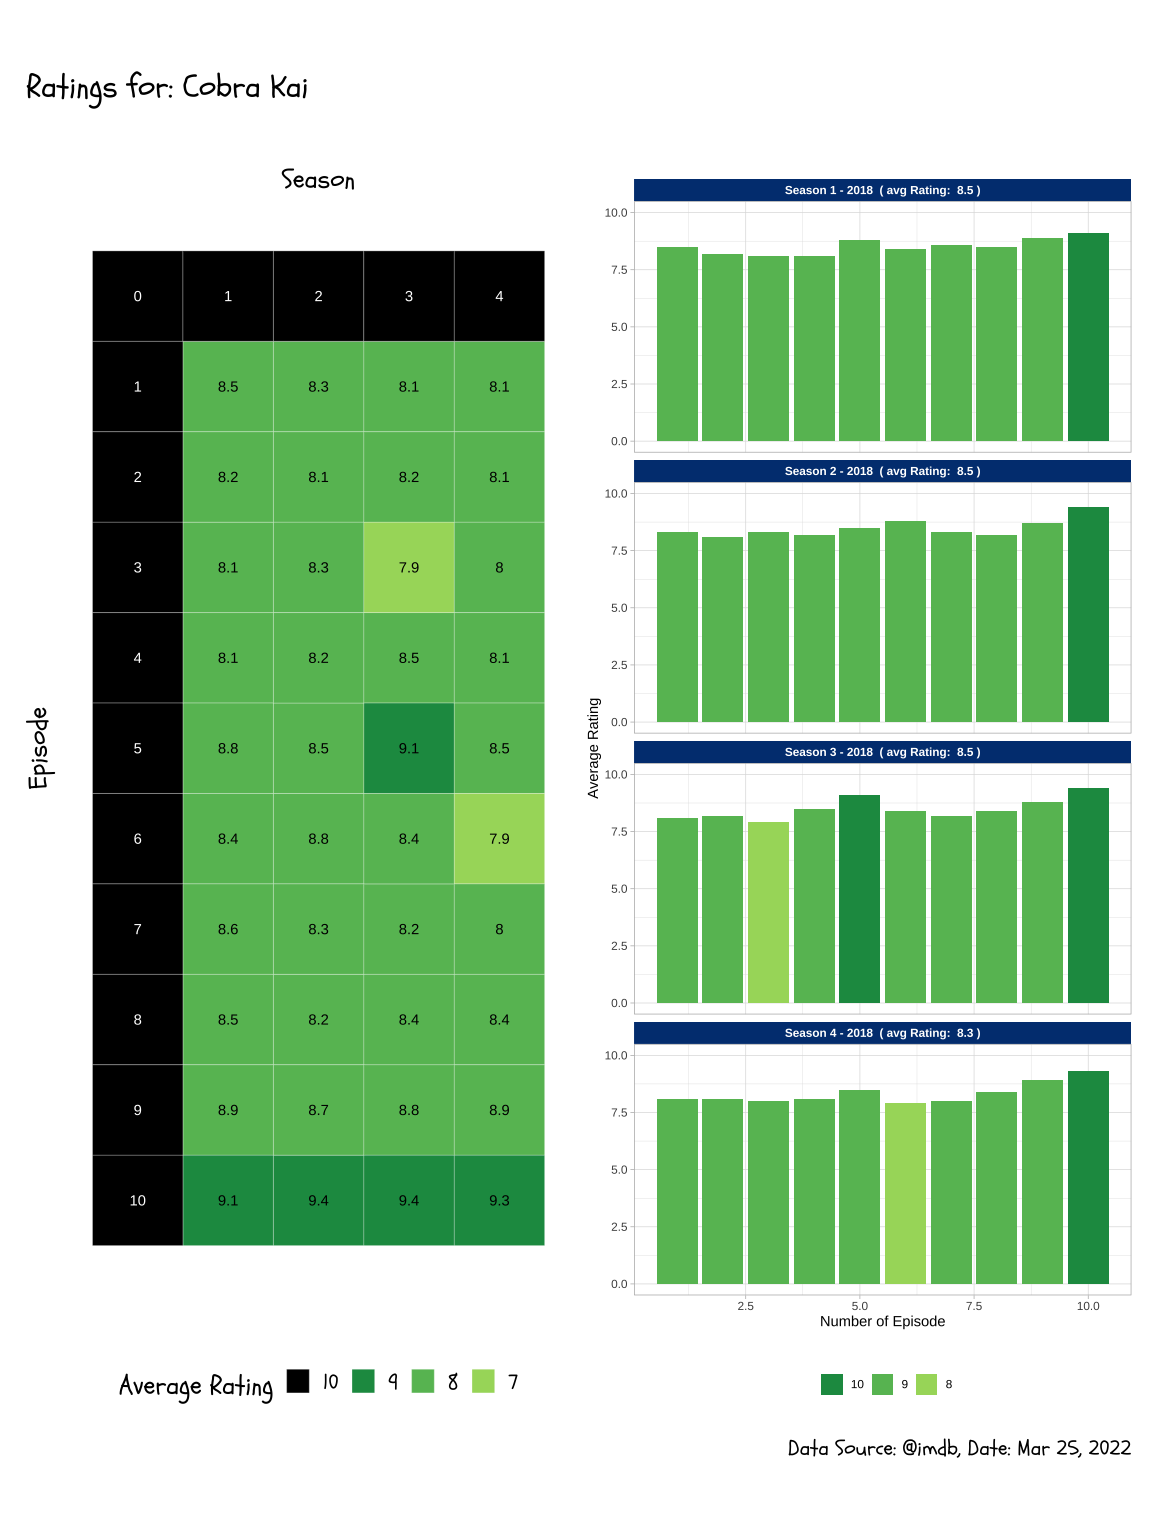 Ratings for: Cobra Kai
Season
Episode
0 1 2 3 4
1 8.5 8.3 8.1 8.1
2 8.2 8.1 8.2 8.1
3 8.1 8.3 7.9 8
4 8.1 8.2 8.5 8.1
5 8.8 8.5 9.1 8.5
6 8.4 8.8 8.4 7.9
7 8.6 8.3 8.2 8
8 8.5 8.2 8.4 8.4
9 8.9 8.7 8.8 8.9
10 9.1 9.4 9.4 9.3
Average Rating 10 9 8 7
Average Rating
Season 1 - 2018 ( avg Rating: 8.5 )
10.0
7.5
5.0
2.5
0.0
Season 2 - 2018 ( avg Rating: 8.5 )
10.0
7.5
5.0
2.5
0.0
Season 3 - 2018 ( avg Rating: 8.5 )
10.0
7.5
5.0
2.5
0.0
Season 4 - 2018 ( avg Rating: 8.3 )
10.0
7.5
5.0
2.5
0.0
2.5 5.0 7.5 10.0
Number of Episode
10 9 8
Data Source: @imdb, Date: Mar 25, 2022